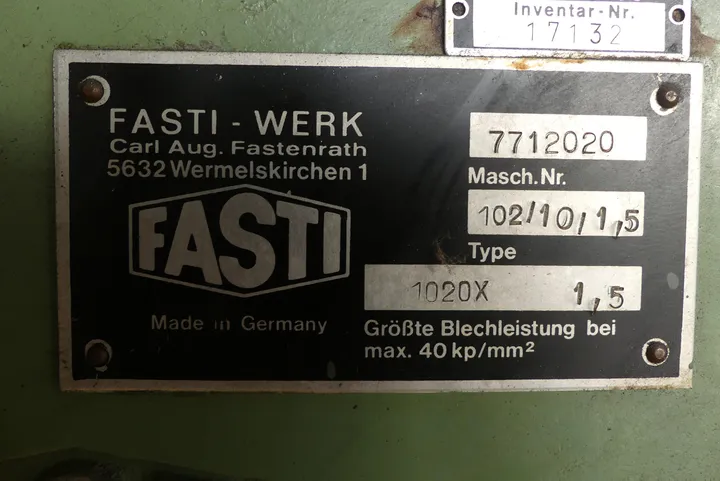 Inventar-Nr.
17132
FASTI - WERK
Carl Aug. Fastenrath
5632 Wermelskirchen 1
FASTI
Made in Germany
7712020
Masch.Nr.
102/10/1,5
Type
1020X 1,5
Größte Blechleistung bei
max. 40 kp/mm²